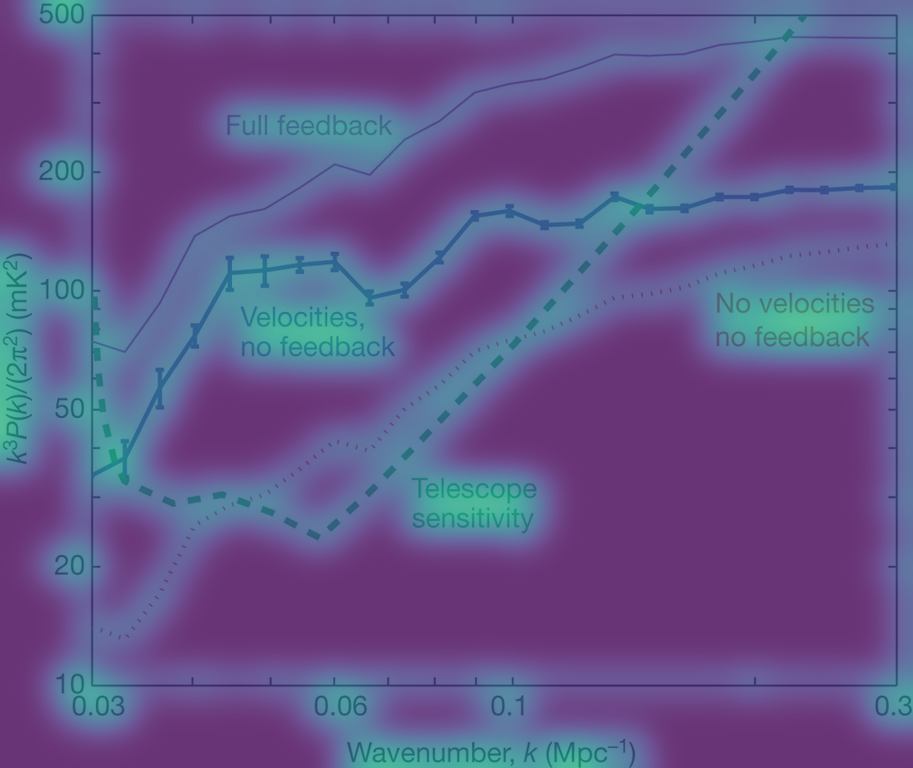 500
Full feedback
200
100
Velocities,
no feedback
No velocities
no feedback
50
Telescope
sensitivity
20
10
k³P(k)/(2π²) (mK²)
0.03
0.06
0.1
0.3
Wavenumber, k (Mpc⁻¹)